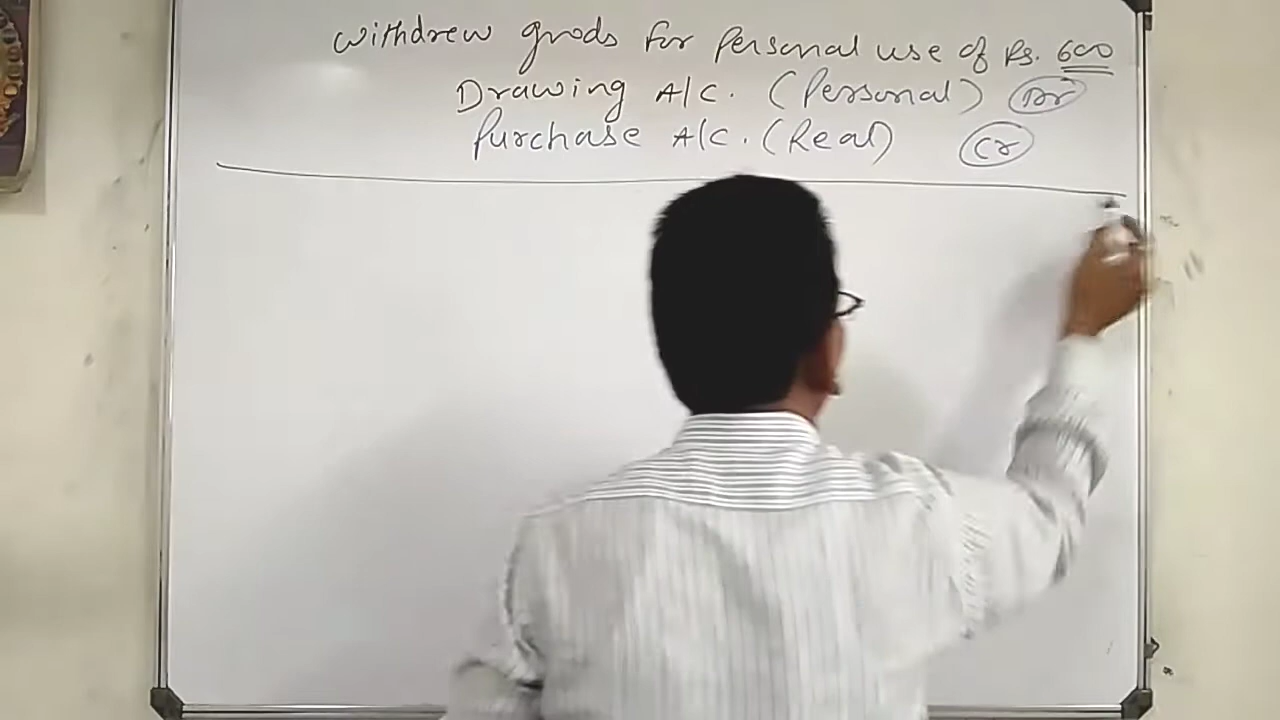 Withdrew goods for Personal use of Rs. 600
Drawing A/C. (Personal) Dr
Purchase A/C. (Real) Cr